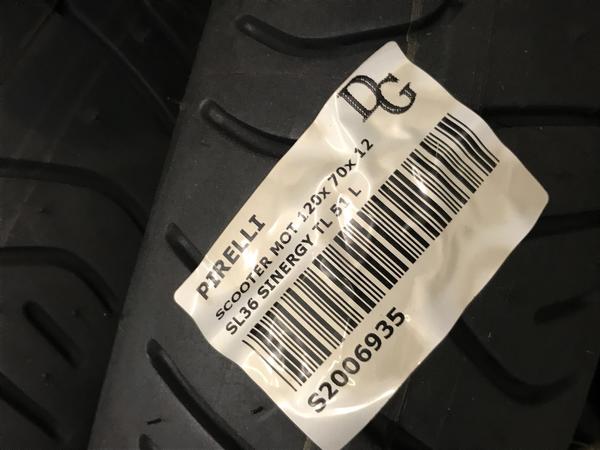 DG
PIRELLI
SCOOTER MOT 120x 70x 12
SL36 SINERGY TL 51 L
S2006935